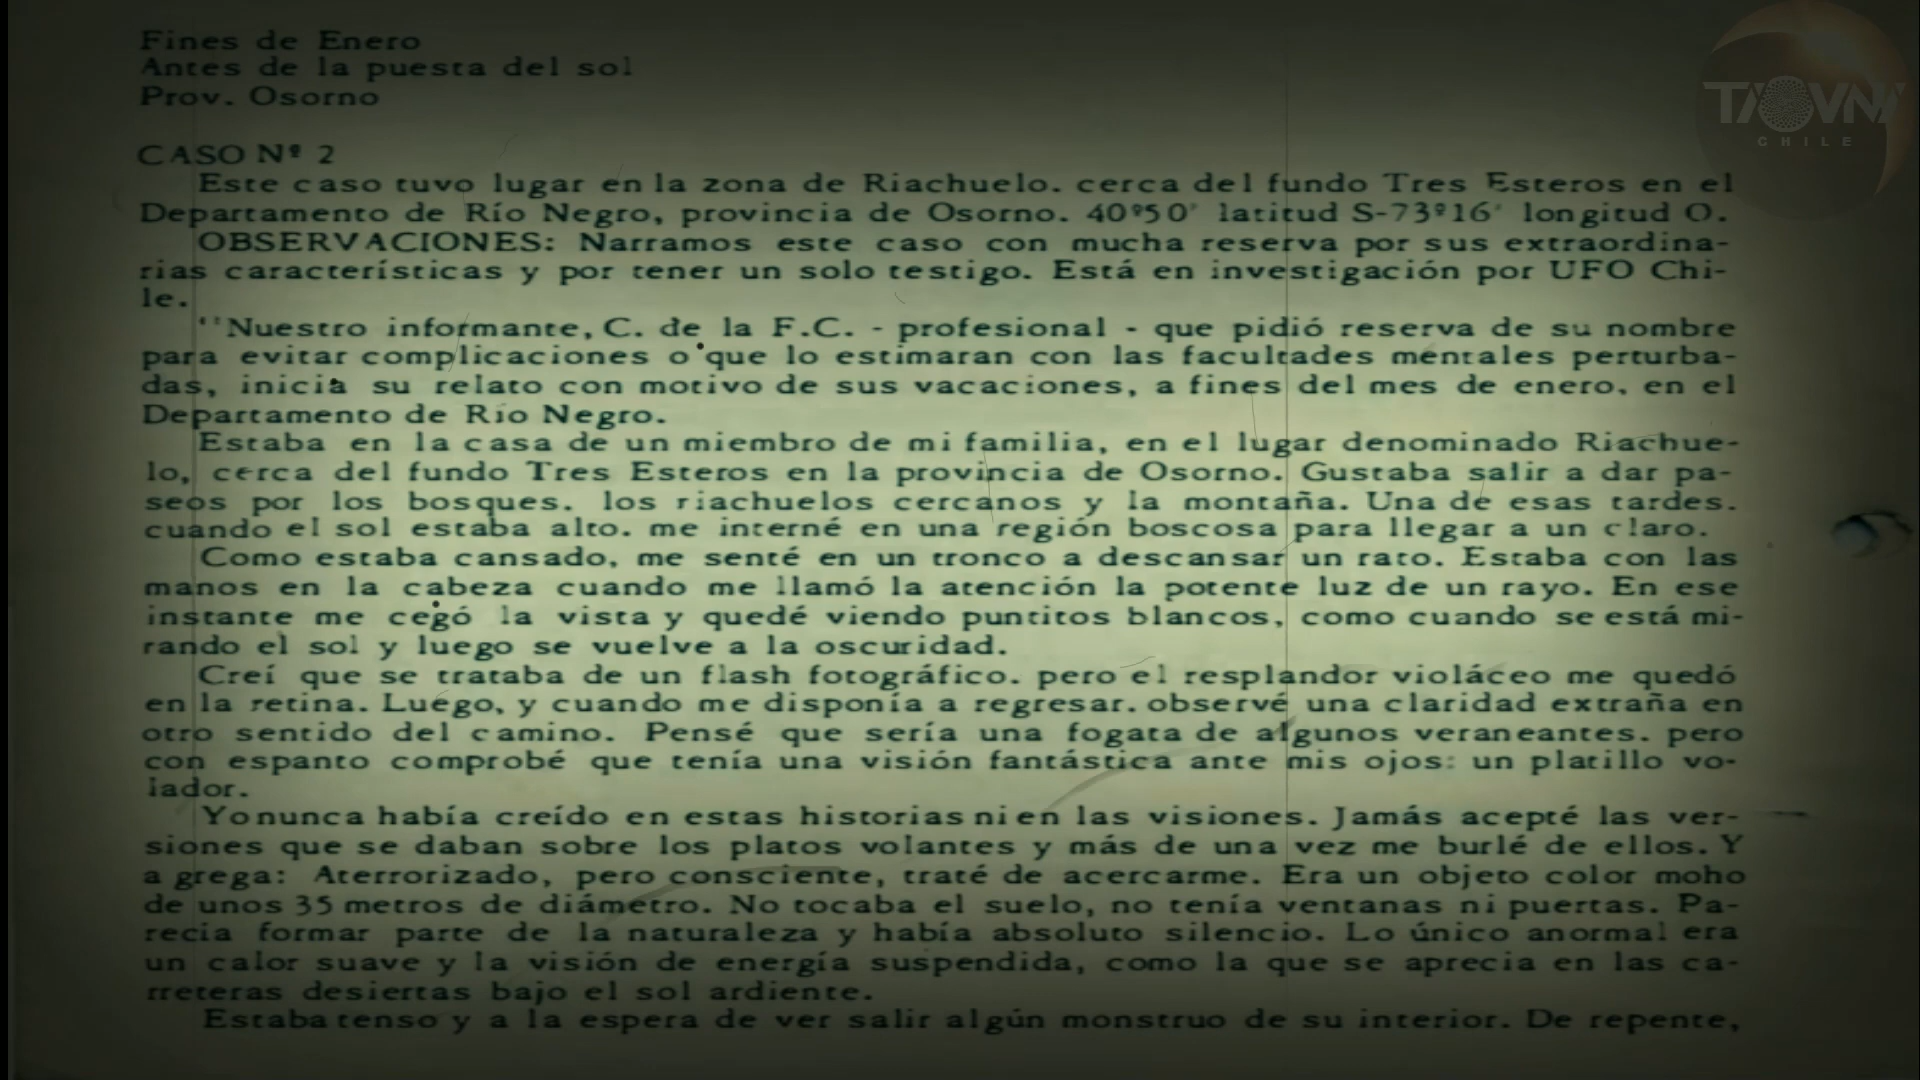 Fines de Enero
Antes de la puesta del sol
Prov. Osorno
CASO Nº 2
Este caso tuvo lugar en la zona de Riachuelo. cerca del fundo Tres Esteros en el
Departamento de Río Negro, provincia de Osorno. 40º50' latitud S-73º16' longitud O.
OBSERVACIONES: Narramos este caso con mucha reserva por sus extraordina-
rias características y por tener un solo testigo. Está en investigación por UFO Chi-
le.
"Nuestro informante, C. de la F.C. - profesional - que pidió reserva de su nombre
para evitar complicaciones o que lo estimaran con las facultades mentales perturba-
das, inicia su relato con motivo de sus vacaciones, a fines del mes de enero. en el
Departamento de Río Negro.
Estaba en la casa de un miembro de mi familia, en el lugar denominado Riachue-
lo, cerca del fundo Tres Esteros en la provincia de Osorno. Gustaba salir a dar pa-
seos por los bosques. los riachuelos cercanos y la montaña. Una de esas tardes.
cuando el sol estaba alto. me interné en una región boscosa para llegar a un claro.
Como estaba cansado, me senté en un tronco a descansar un rato. Estaba con las
manos en la cabeza cuando me llamó la atención la potente luz de un rayo. En ese
instante me cegó la vista y quedé viendo puntitos blancos, como cuando se está mi-
rando el sol y luego se vuelve a la oscuridad.
Creí que se trataba de un flash fotográfico. pero el resplandor violáceo me quedó
en la retina. Luego, y cuando me disponía a regresar. observé una claridad extraña en
otro sentido del camino. Pensé que sería una fogata de algunos veraneantes. pero
con espanto comprobé que tenía una visión fantástica ante mis ojos: un platillo vo-
lador.
Yo nunca había creído en estas historias ni en las visiones. Jamás acepté las ver-
siones que se daban sobre los platos volantes y más de una vez me burlé de ellos. Y
agrega: Aterrorizado, pero consciente, traté de acercarme. Era un objeto color moho
de unos 35 metros de diámetro. No tocaba el suelo, no tenía ventanas ni puertas. Pa-
recia formar parte de la naturaleza y había absoluto silencio. Lo único anormal era
un calor suave y la visión de energía suspendida, como la que se aprecia en las ca-
rreteras desiertas bajo el sol ardiente.
Estaba tenso y a la espera de ver salir algún monstruo de su interior. De repente,
CHILE